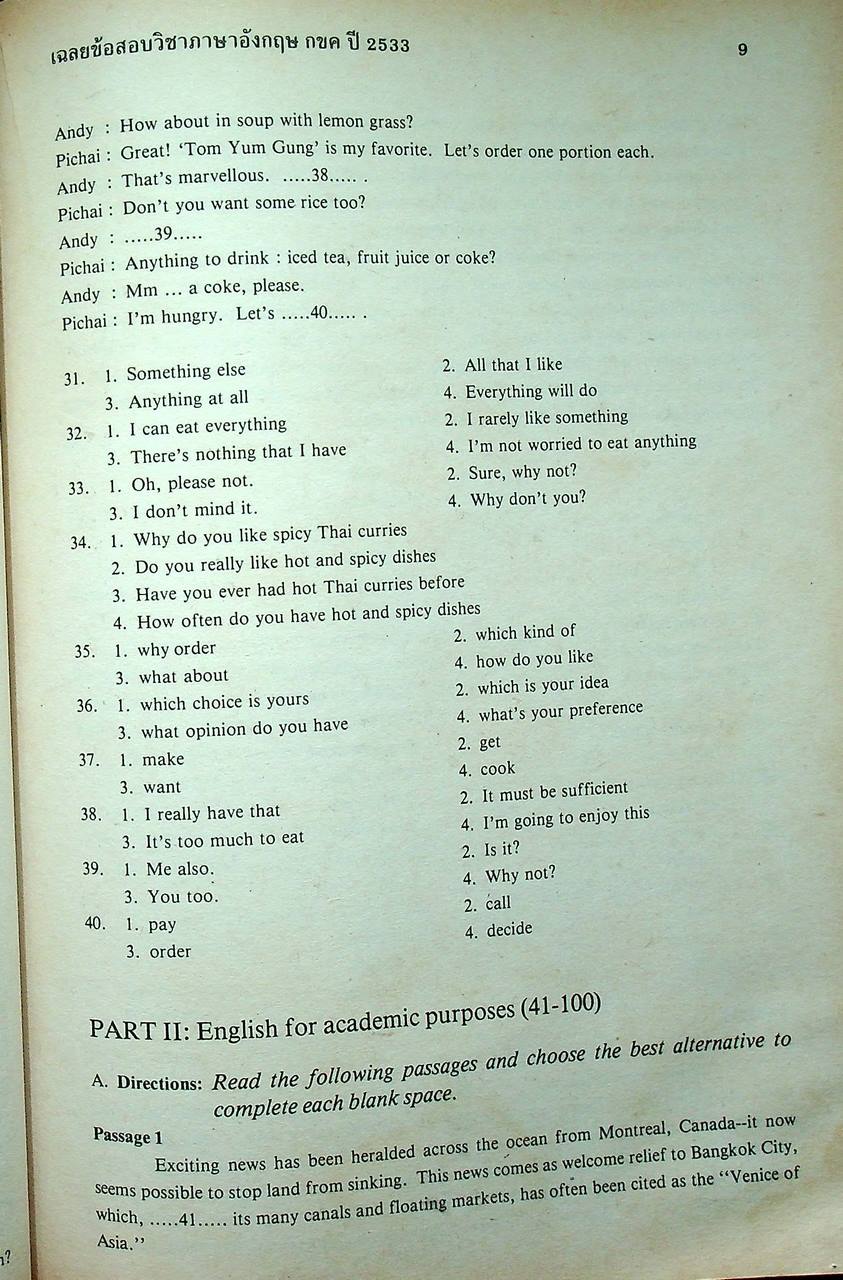 เฉลยข้อสอบวิชาภาษาอังกฤษ กขค ปี 2533 9
Andy : How about in soup with lemon grass?
Pichai : Great! ‘Tom Yum Gung’ is my favorite. Let’s order one portion each.
Andy : That’s marvellous. .....38..... .
Pichai : Don’t you want some rice too?
Andy : .....39.....
Pichai : Anything to drink : iced tea, fruit juice or coke?
Andy : Mm ... a coke, please.
Pichai : I’m hungry. Let’s .....40..... .
31. 1. Something else 2. All that I like
3. Anything at all 4. Everything will do
32. 1. I can eat everything 2. I rarely like something
3. There’s nothing that I have 4. I’m not worried to eat anything
33. 1. Oh, please not. 2. Sure, why not?
3. I don’t mind it. 4. Why don’t you?
34. 1. Why do you like spicy Thai curries
2. Do you really like hot and spicy dishes
3. Have you ever had hot Thai curries before
4. How often do you have hot and spicy dishes
35. 1. why order 2. which kind of
3. what about 4. how do you like
36. 1. which choice is yours 2. which is your idea
3. what opinion do you have 4. what’s your preference
37. 1. make 2. get
3. want 4. cook
38. 1. I really have that 2. It must be sufficient
3. It’s too much to eat 4. I’m going to enjoy this
39. 1. Me also. 2. Is it?
3. You too. 4. Why not?
40. 1. pay 2. call
3. order 4. decide
PART II: English for academic purposes (41-100)
A. Directions: Read the following passages and choose the best alternative to
complete each blank space.
Passage 1
Exciting news has been heralded across the ocean from Montreal, Canada--it now
seems possible to stop land from sinking. This news comes as welcome relief to Bangkok City,
which, .....41..... its many canals and floating markets, has often been cited as the “Venice of
Asia.”